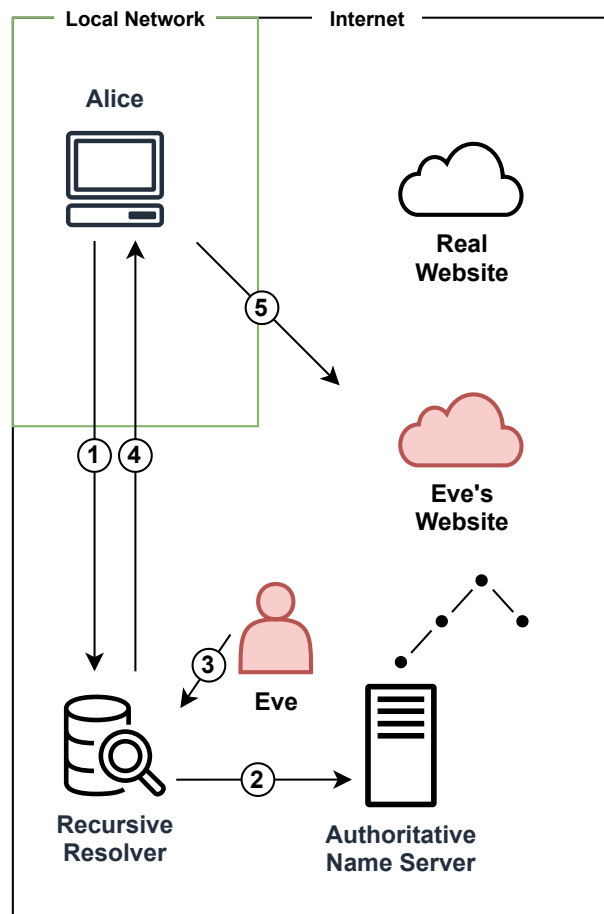 Local Network
Internet
Alice
Real
Website
5
1
4
Eve's
Website
3
Eve
2
Recursive
Resolver
Authoritative
Name Server